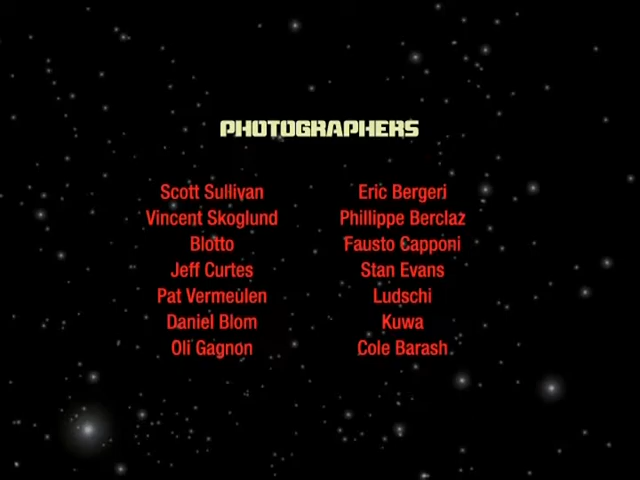 PHOTOGRAPHERS
Scott Sullivan
Vincent Skoglund
Blotto
Jeff Curtes
Pat Vermeulen
Daniel Blom
Oli Gagnon
Eric Bergeri
Phillippe Berclaz
Fausto Capponi
Stan Evans
Ludschi
Kuwa
Cole Barash